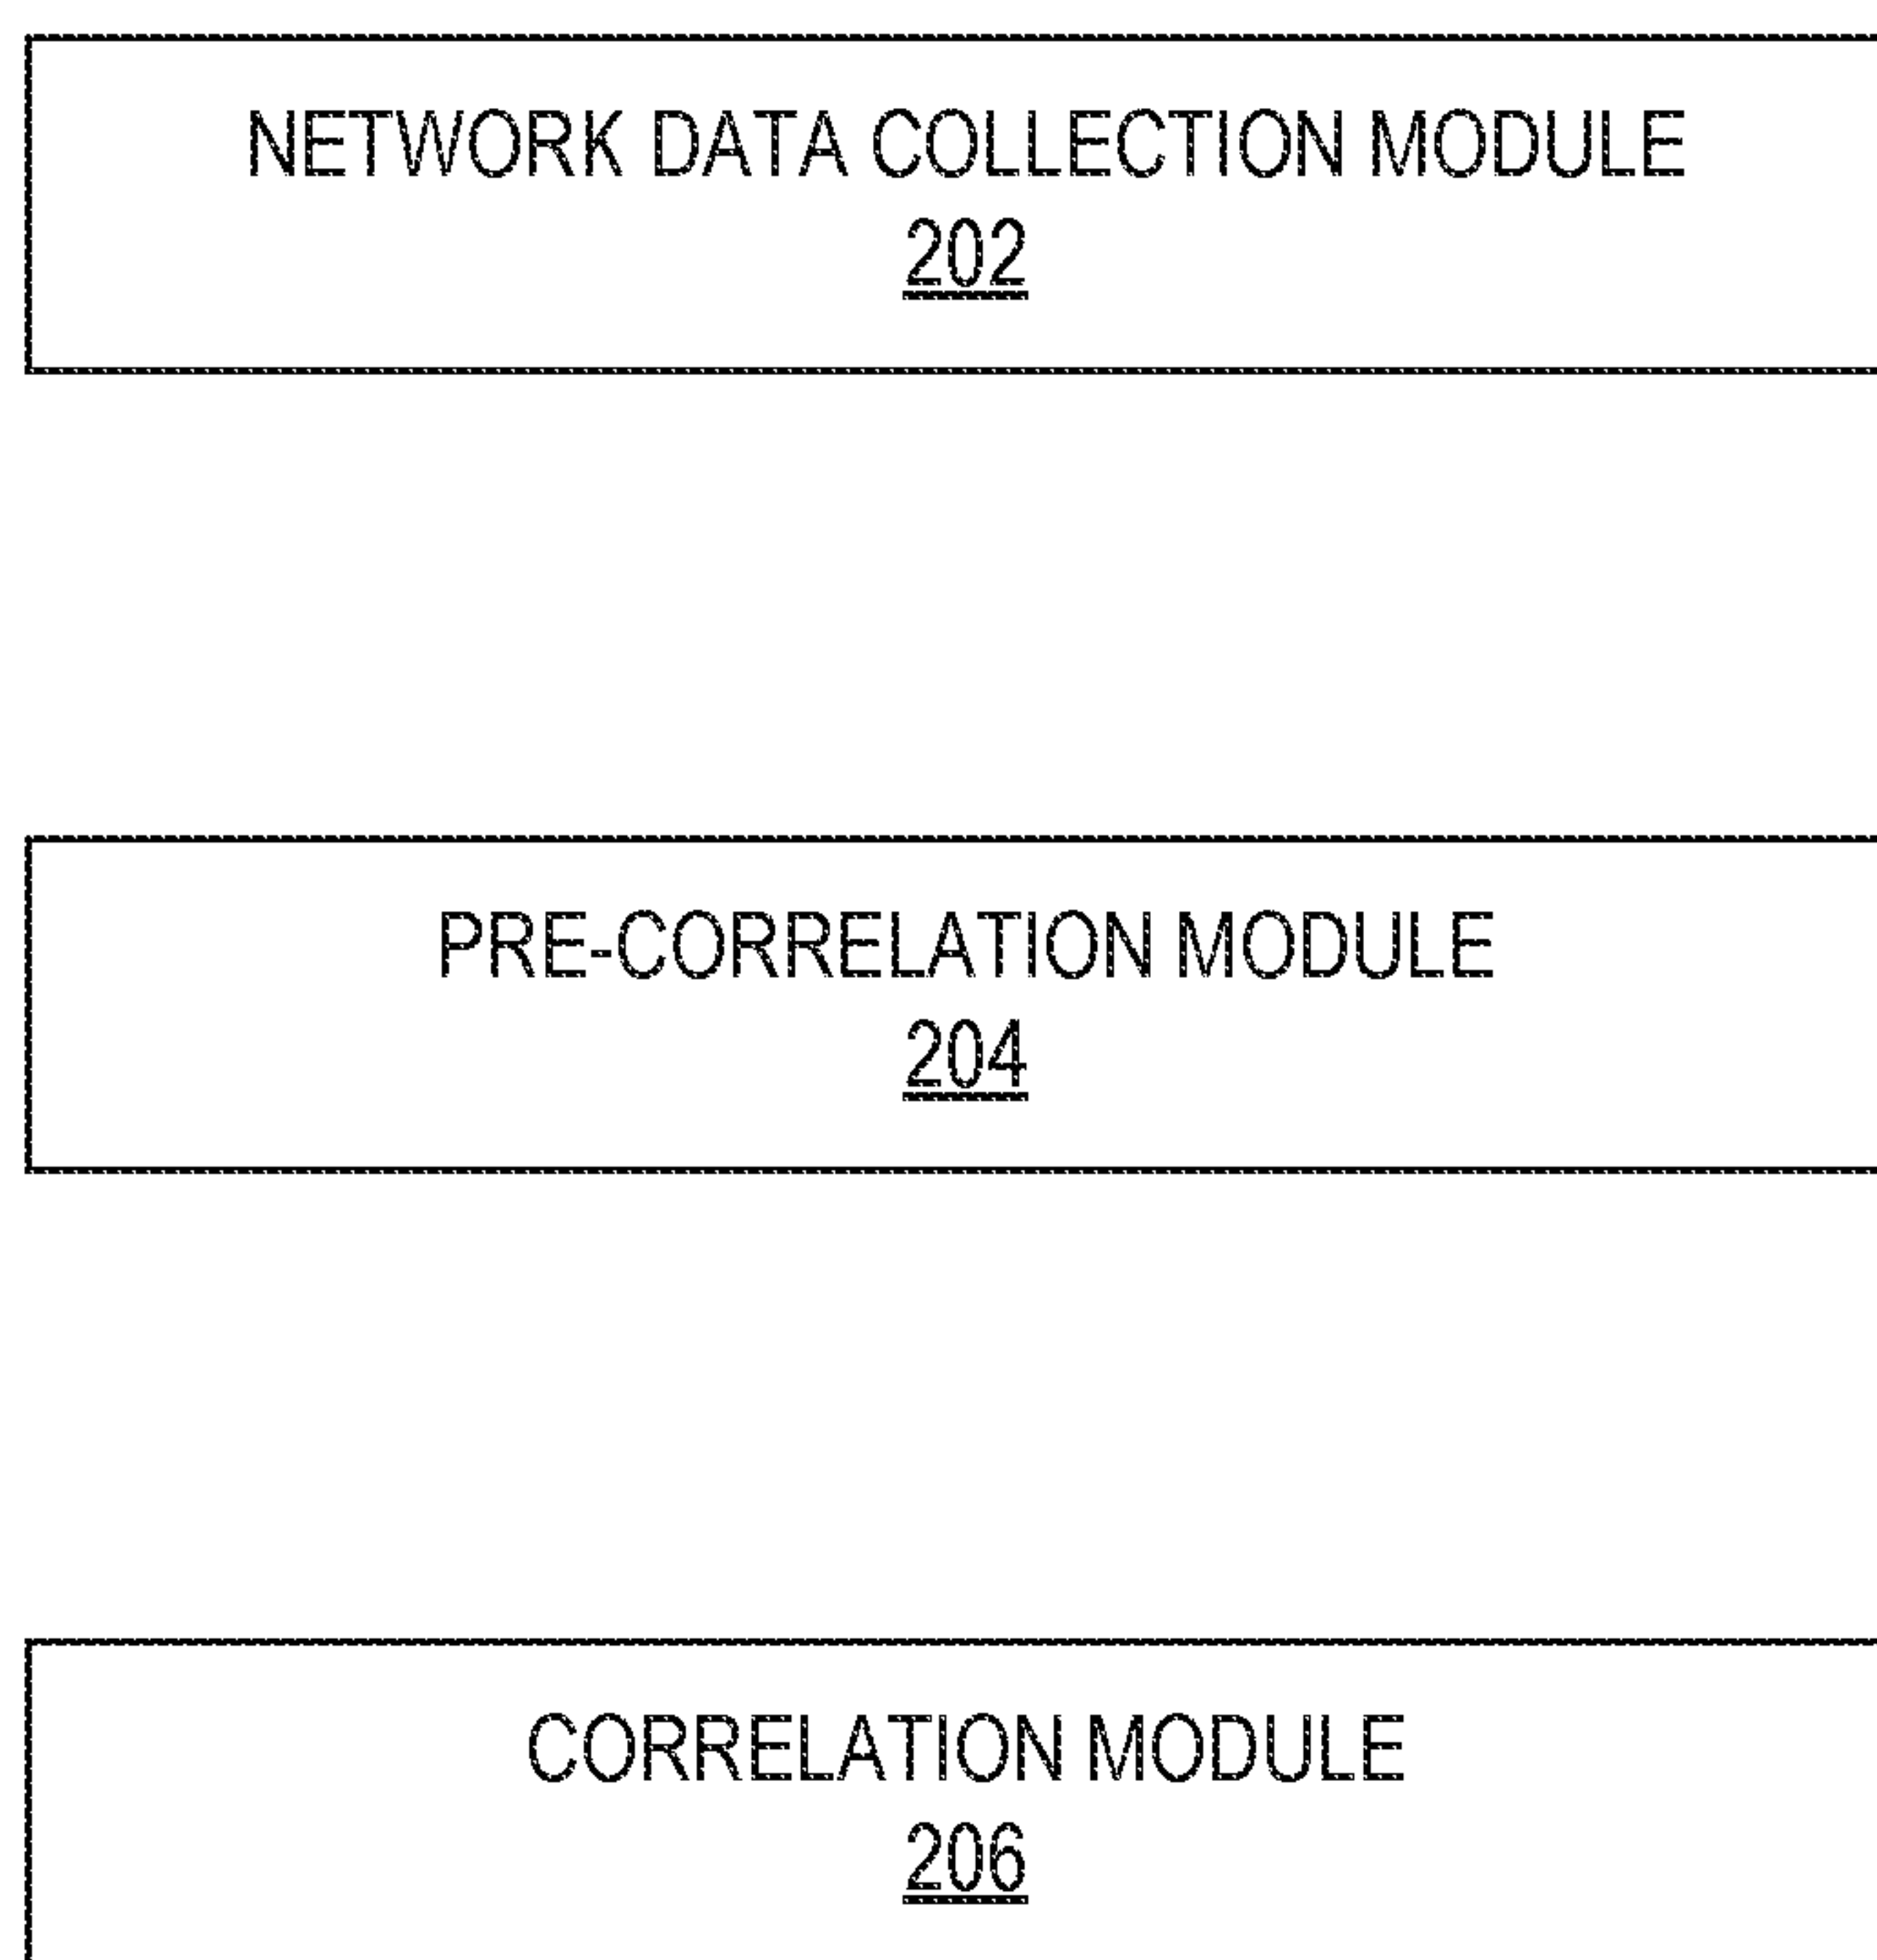 NETWORK DATA COLLECTION MODULE
202
PRE-CORRELATION MODULE
204
CORRELATION MODULE
206